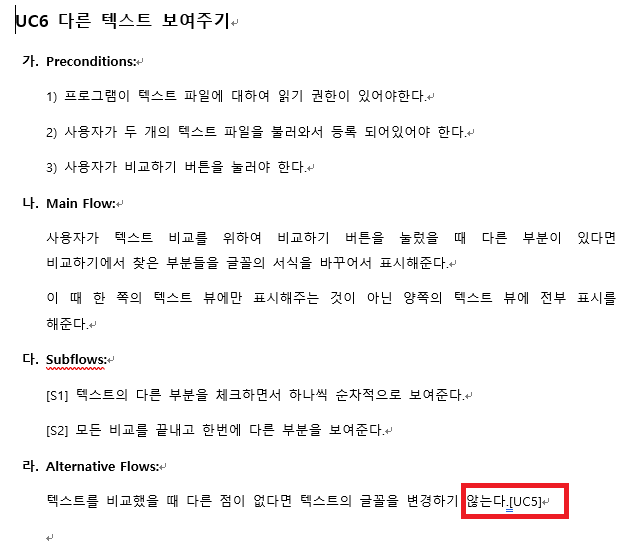 UC6 다른 텍스트 보여주기
가. Preconditions:
1) 프로그램이 텍스트 파일에 대하여 읽기 권한이 있어야한다.
2) 사용자가 두 개의 텍스트 파일을 불러와서 등록 되어있어야 한다.
3) 사용자가 비교하기 버튼을 눌러야 한다.
나. Main Flow:
사용자가 텍스트 비교를 위하여 비교하기 버튼을 눌렀을 때 다른 부분이 있다면
비교하기에서 찾은 부분들을 글꼴의 서식을 바꾸어서 표시해준다.
이 때 한 쪽의 텍스트 뷰에만 표시해주는 것이 아닌 양쪽의 텍스트 뷰에 전부 표시를
해준다.
다. Subflows:
[S1] 텍스트의 다른 부분을 체크하면서 하나씩 순차적으로 보여준다.
[S2] 모든 비교를 끝내고 한번에 다른 부분을 보여준다.
라. Alternative Flows:
텍스트를 비교했을 때 다른 점이 없다면 텍스트의 글꼴을 변경하기 않는다.[UC5]